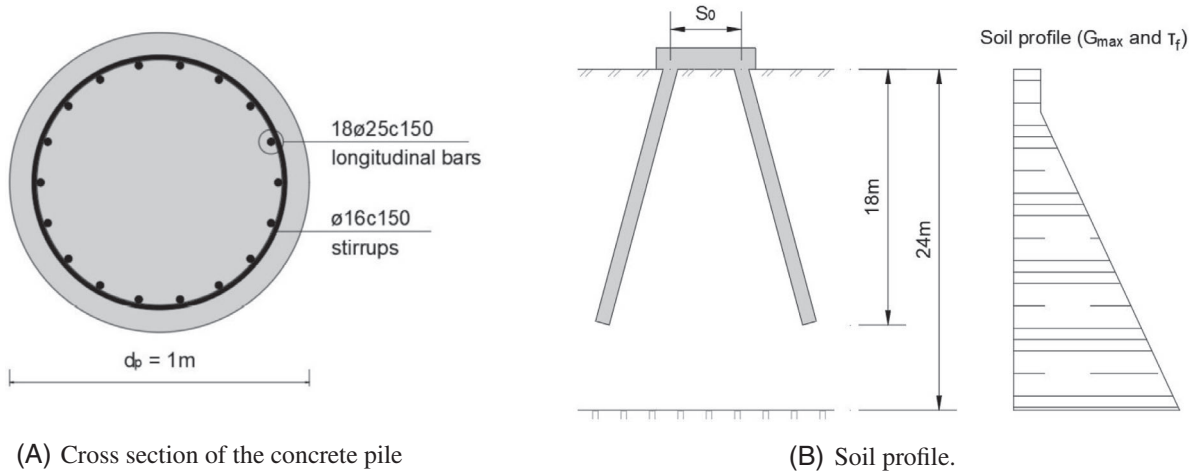 18ø25c150
longitudinal bars
ø16c150
stirrups
dp = 1m
(A) Cross section of the concrete pile
S0
18m
24m
Soil profile (Gmax and τf)
(B) Soil profile.